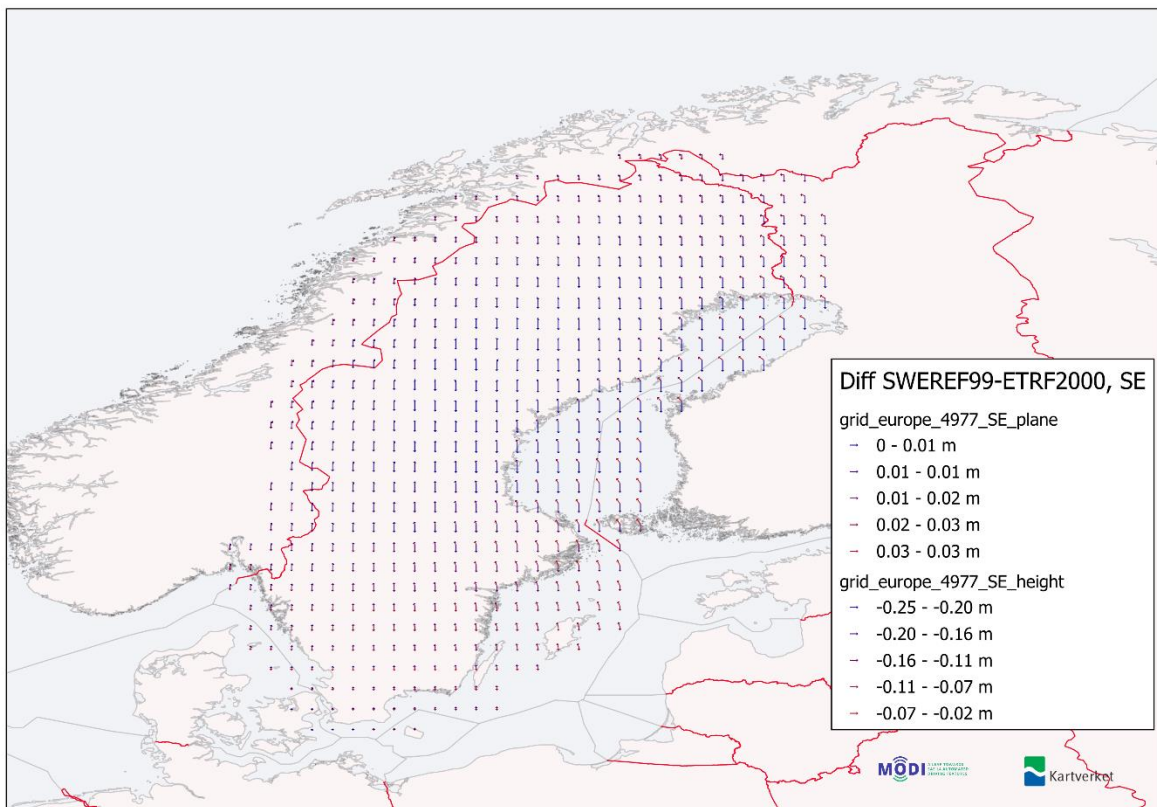 Diff SWEREF99-ETRF2000, SE
grid_europe_4977_SE_plane
0 - 0.01 m
0.01 - 0.01 m
0.01 - 0.02 m
0.02 - 0.03 m
0.03 - 0.03 m
grid_europe_4977_SE_height
-0.25 - -0.20 m
-0.20 - -0.16 m
-0.16 - -0.11 m
-0.11 - -0.07 m
-0.07 - -0.02 m
MODI
Kartverket